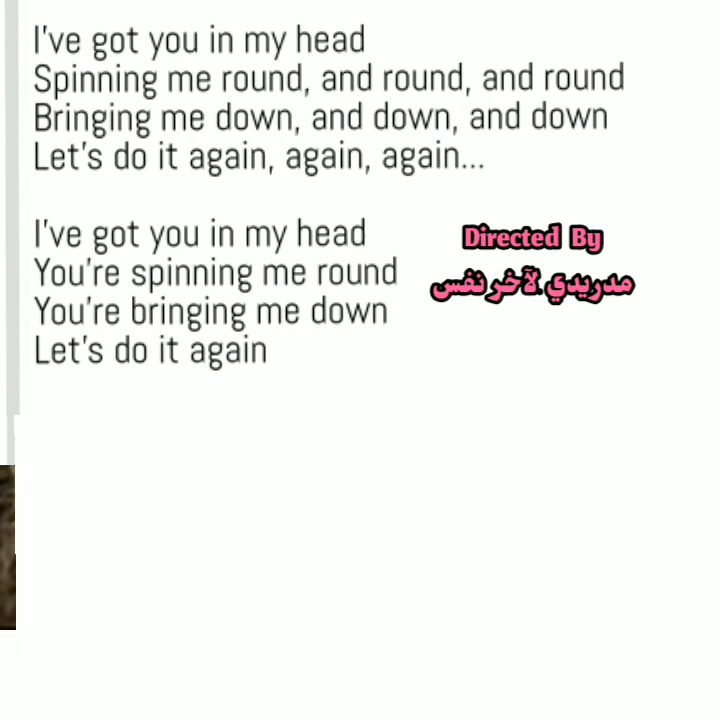 I've got you in my head
Spinning me round, and round, and round
Bringing me down, and down, and down
Let's do it again, again, again...
I've got you in my head
You're spinning me round
You're bringing me down
Let's do it again
Directed By
مدريدي لآخر نفس